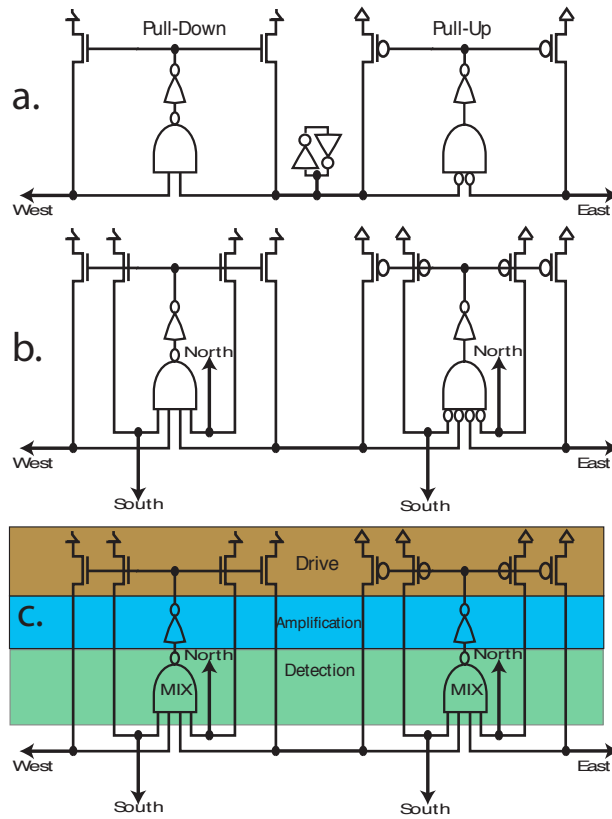 Pull-Down Pull-Up
a.
West East
b.
North North
West East
South South
Drive
c.
Amplification
North Detection North
MIX MIX
West East
South South